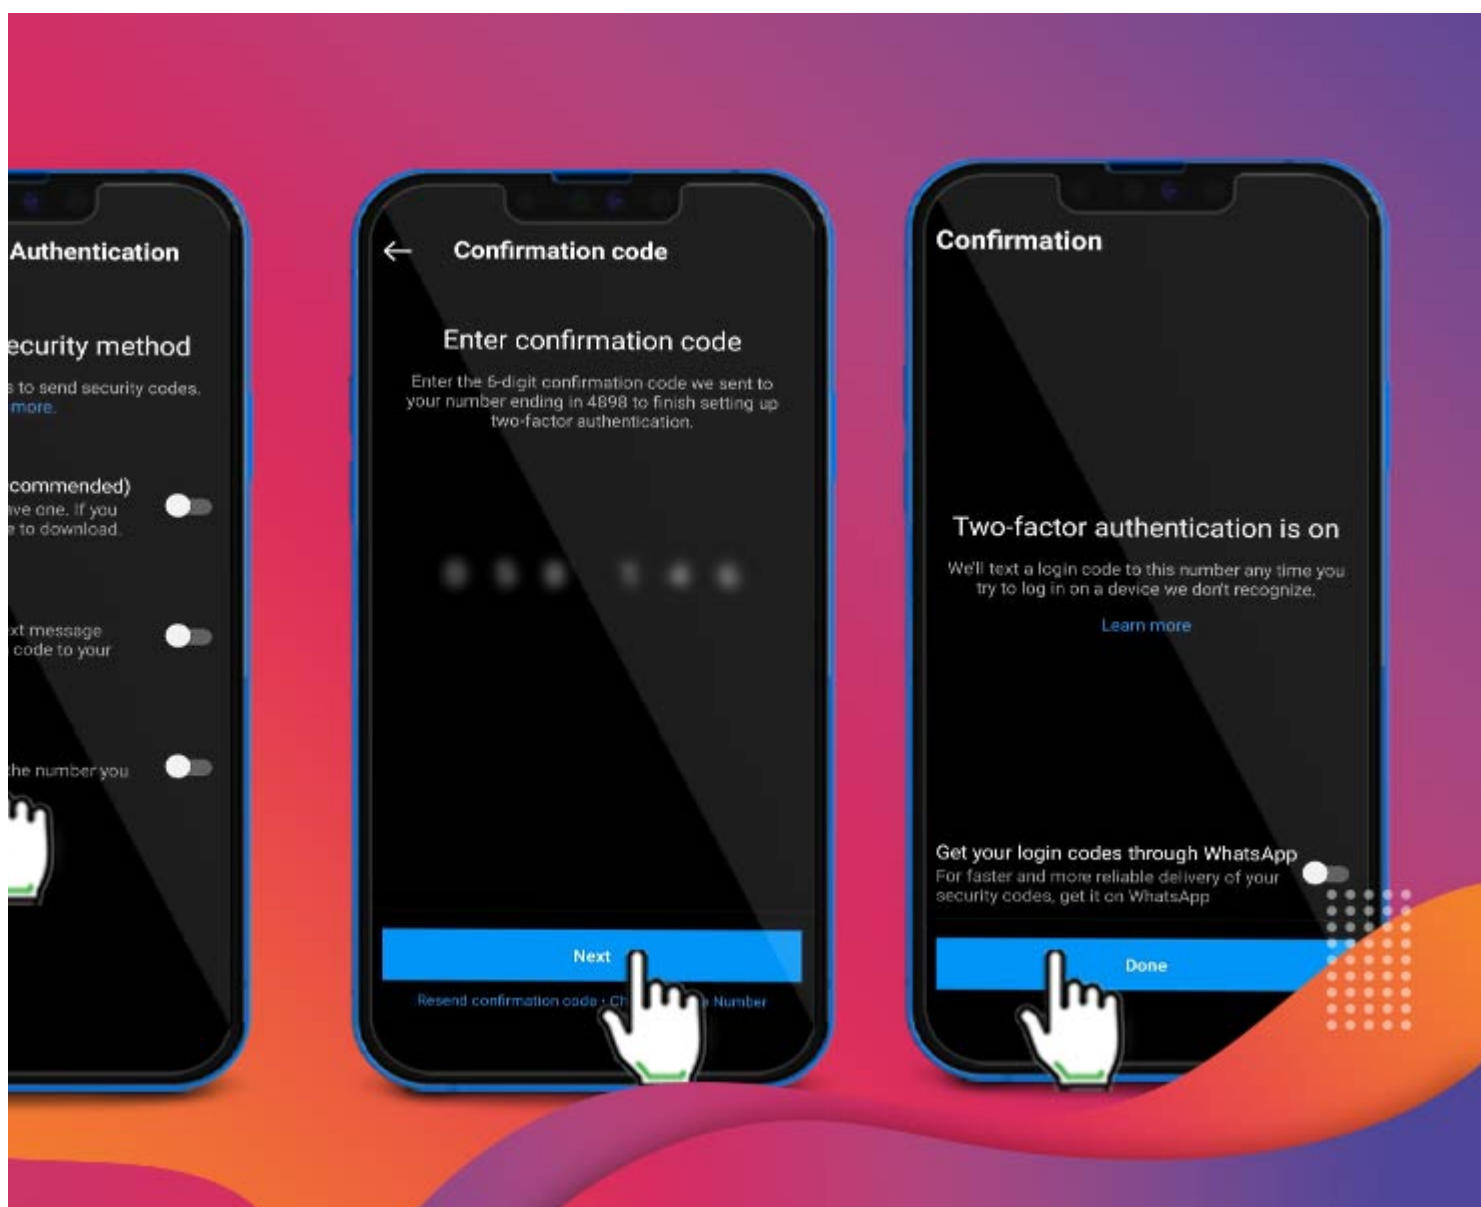 Authentication
ecurity method
s to send security codes.
more.
commended)
ave one. If you
e to download.
xt message
code to your
the number you
Confirmation code
Enter confirmation code
Enter the 6-digit confirmation code we sent to
your number ending in 4898 to finish setting up
two-factor authentication.
Next
Resend confirmation code · Ch
Number
Confirmation
Two-factor authentication is on
We'll text a login code to this number any time you
try to log in on a device we don't recognize.
Learn more
Get your login codes through WhatsApp
For faster and more reliable delivery of your
security codes, get it on WhatsApp
Done